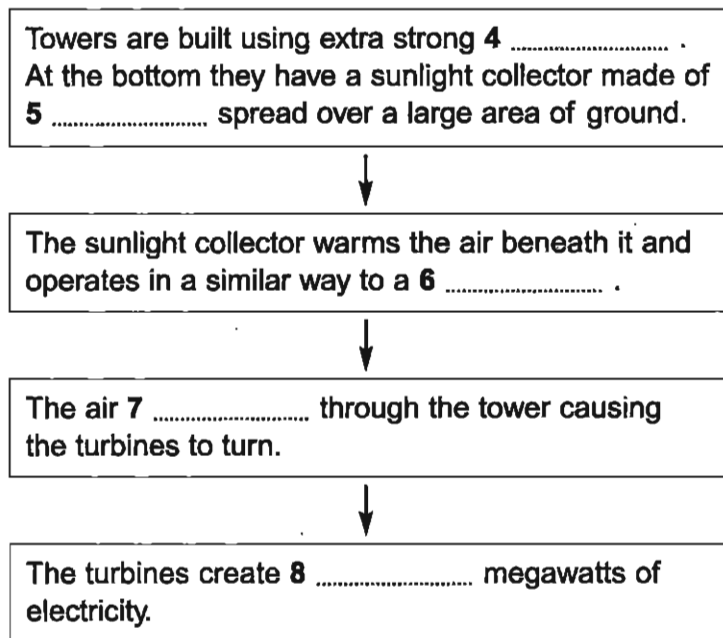 Towers are built using extra strong 4 ............................ .
At the bottom they have a sunlight collector made of
5 ............................ spread over a large area of ground.
The sunlight collector warms the air beneath it and
operates in a similar way to a 6 ............................ .
The air 7 ............................ through the tower causing
the turbines to turn.
The turbines create 8 ............................ megawatts of
electricity.